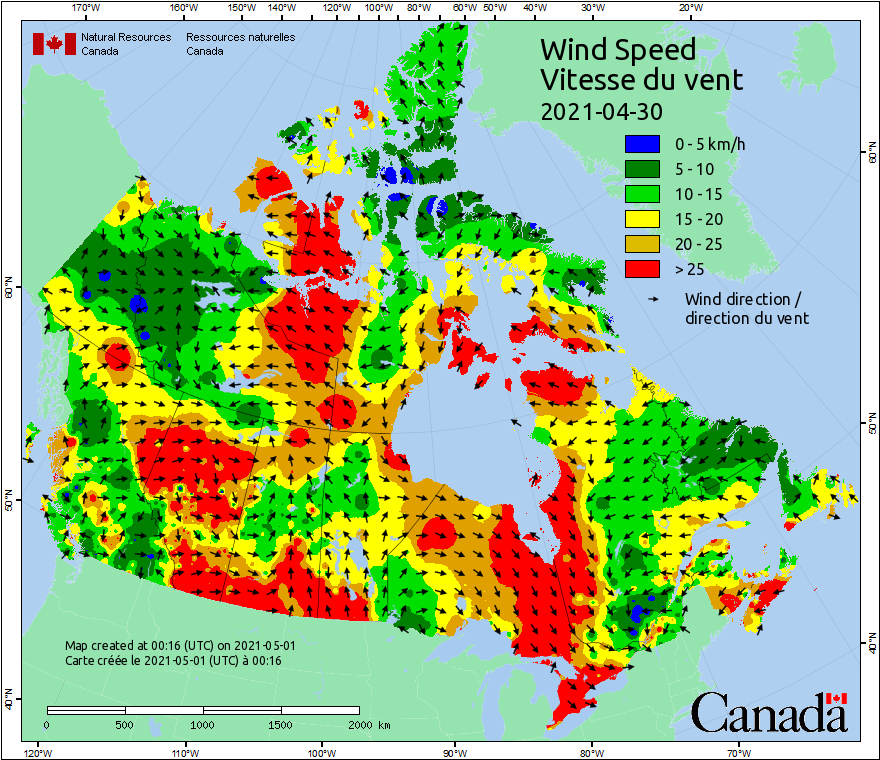 170°W 160°W 150°W 140°W 120°W 100°W 80°W 60°W 50°W 40°W 30°W 20°W
Natural Resources Ressources naturelles
Canada Canada
Wind Speed
Vitesse du vent
2021-04-30
0 - 5 km/h
5 - 10
10 - 15
15 - 20
20 - 25
> 25
Wind direction /
direction du vent
60°N 60°N
50°N
50°N
40°N
40°N
Map created at 00:16 (UTC) on 2021-05-01
Carte créée le 2021-05-01 (UTC) à 00:16
0 500 1000 1500 2000 km
Canada
120°W 110°W 100°W 90°W 80°W 70°W